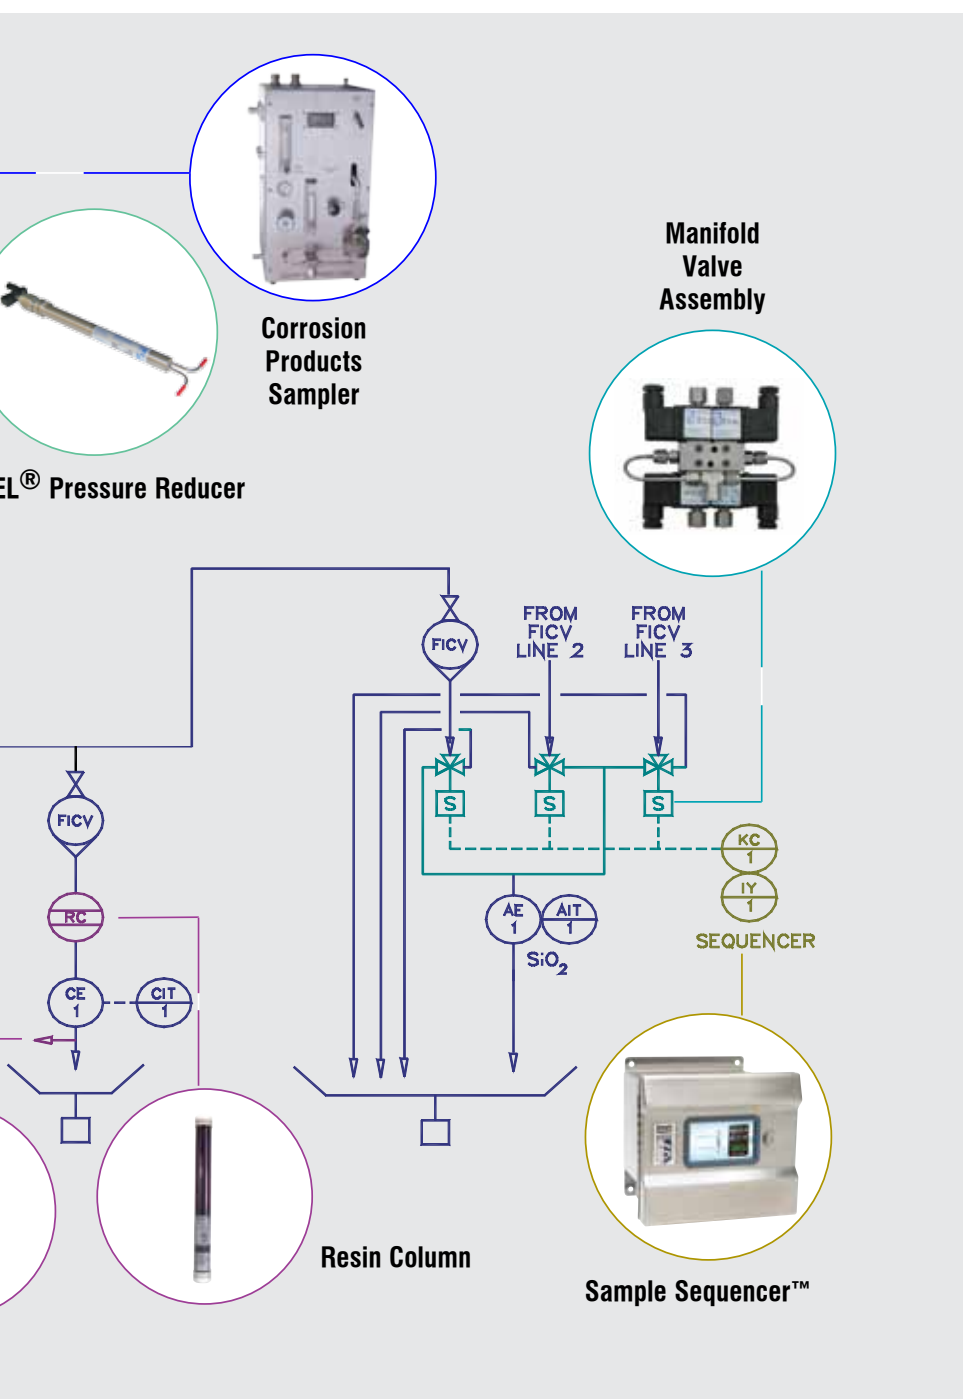 Corrosion
Products
Sampler
Manifold
Valve
Assembly
EL® Pressure Reducer
FICV
FROM
FICV
LINE 2
FROM
FICV
LINE 3
S
S
S
FICV
KC
1
IY
1
SEQUENCER
RC
AE
1
AIT
1
SiO2
CE
1
CIT
1
Resin Column
Sample Sequencer™